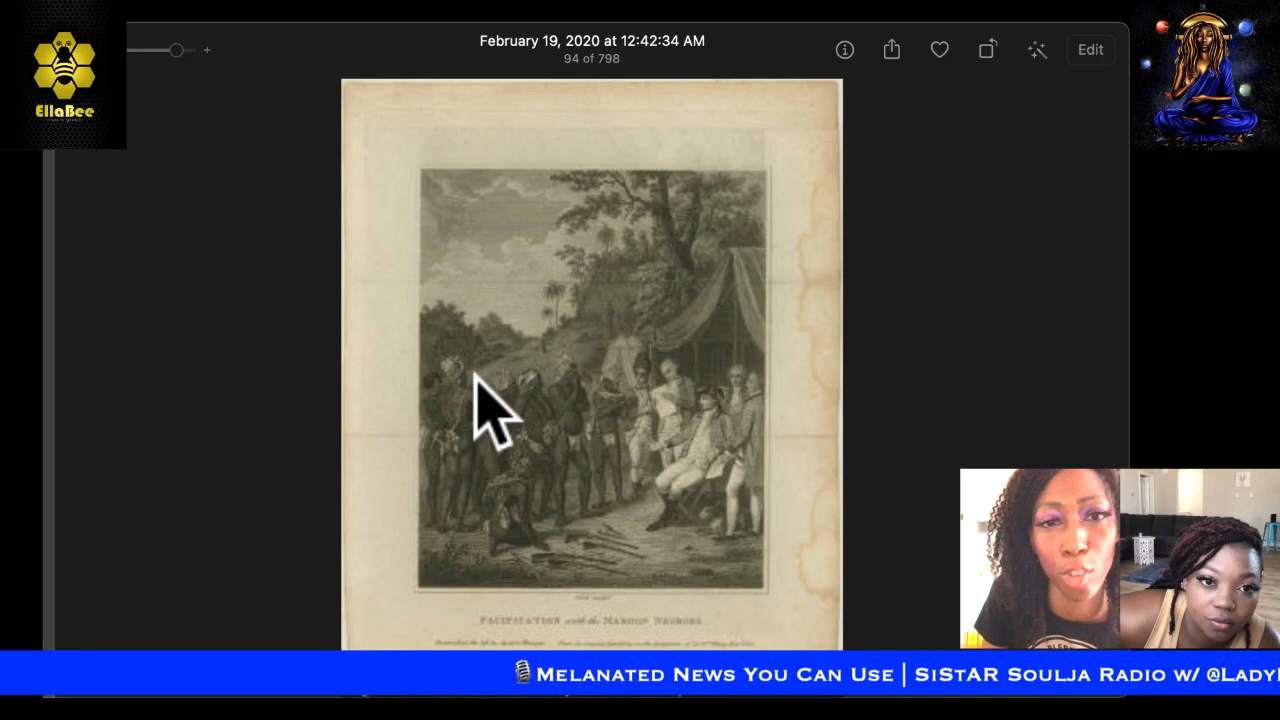 February 19, 2020 at 12:42:34 AM
94 of 798
Edit
EllaBee
PACIFICATION with the MAROON NEGROES
Melanated News You Can Use | SiStAR Soulja Radio w/ @Lady